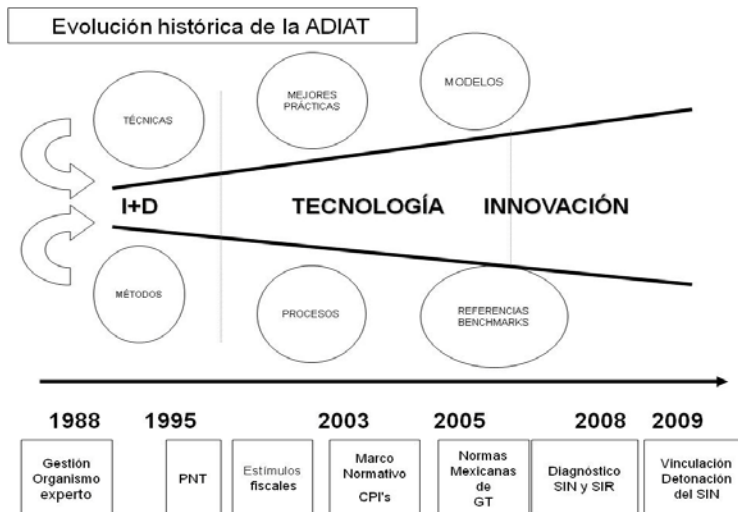 Evolución histórica de la ADIAT
TÉCNICAS
MEJORES
PRÁCTICAS
MODELOS
I+D
TECNOLOGÍA
INNOVACIÓN
MÉTODOS
PROCESOS
REFERENCIAS
BENCHMARKS
1988
1995
2003
2005
2008
2009
Gestión
Organismo
experto
PNT
Estímulos
fiscales
Marco
Normativo
CPI's
Normas
Mexicanas
de
GT
Diagnóstico
SIN y SIR
Vinculación
Detonación
del SIN